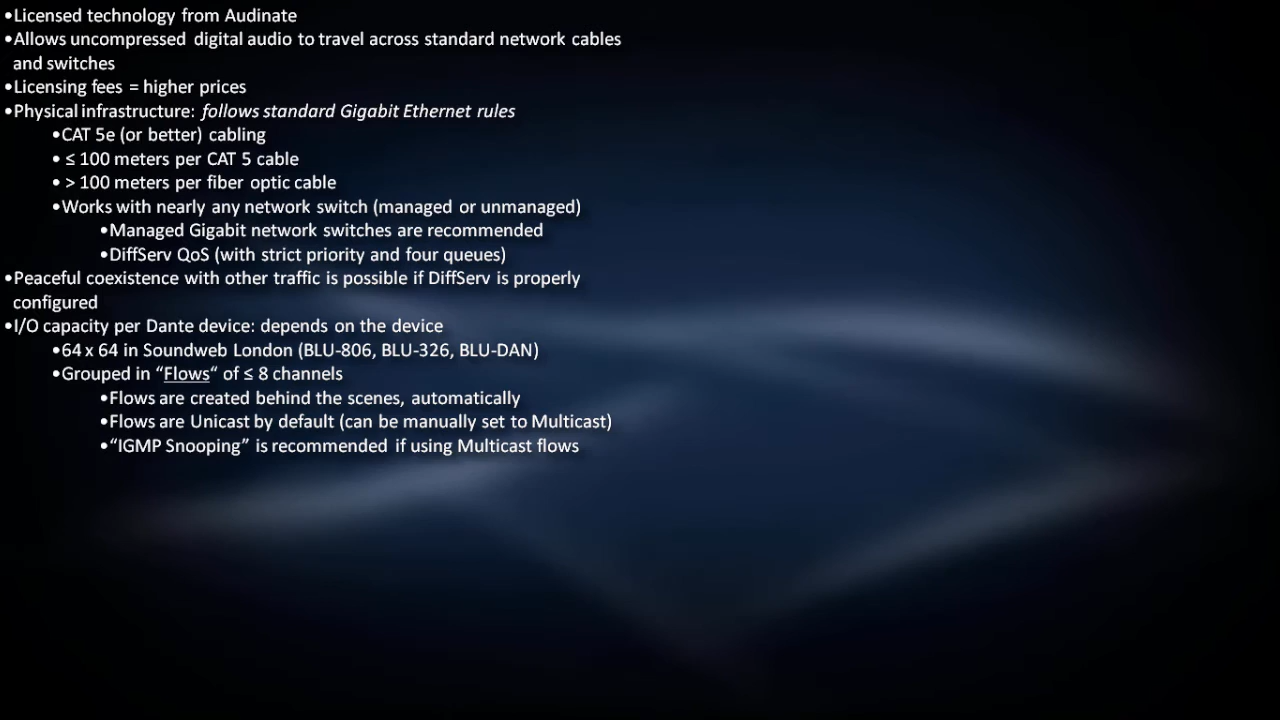 •Licensed technology from Audinate
•Allows uncompressed digital audio to travel across standard network cables
and switches
•Licensing fees = higher prices
•Physical infrastructure: follows standard Gigabit Ethernet rules
•CAT 5e (or better) cabling
• ≤ 100 meters per CAT 5 cable
• > 100 meters per fiber optic cable
•Works with nearly any network switch (managed or unmanaged)
•Managed Gigabit network switches are recommended
•DiffServ QoS (with strict priority and four queues)
•Peaceful coexistence with other traffic is possible if DiffServ is properly
configured
•I/O capacity per Dante device: depends on the device
•64 x 64 in Soundweb London (BLU-806, BLU-326, BLU-DAN)
•Grouped in “Flows“ of ≤ 8 channels
•Flows are created behind the scenes, automatically
•Flows are Unicast by default (can be manually set to Multicast)
•“IGMP Snooping” is recommended if using Multicast flows